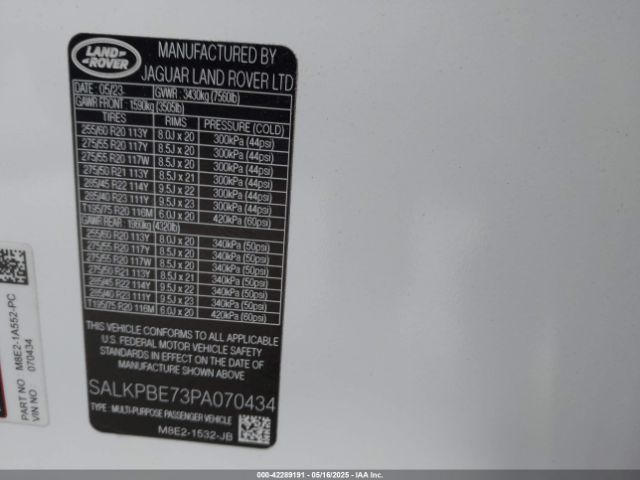 LAND
ROVER
MANUFACTURED BY
JAGUAR LAND ROVER LTD
DATE : 05/23 GVWR : 3430kg (7560lb)
GAWR FRONT : 1590kg (3505lb)
TIRES RIMS PRESSURE (COLD)
255/60 R20 113Y 8.0J x 20 300kPa (44psi)
275/55 R20 117Y 8.5J x 20 300kPa (44psi)
275/55 R20 117W 8.5J x 20 300kPa (44psi)
275/50 R21 113Y 8.5J x 21 300kPa (44psi)
285/45 R22 114Y 9.5J x 22 300kPa (44psi)
285/40 R23 111Y 9.5J x 23 300kPa (44psi)
T195/75 R20 116M 6.0J x 20 420kPa (60psi)
GAWR REAR : (4320lb)
255/60 R20 113Y 8.0J x 20 340kPa (50psi)
275/55 R20 117Y 8.5J x 20 340kPa (50psi)
275/55 R20 117W 8.5J x 20 340kPa (50psi)
275/50 R21 113Y 8.5J x 21 340kPa (50psi)
285/45 R22 114Y 9.5J x 22 340kPa (50psi)
285/40 R23 111Y 9.5J x 23 340kPa (50psi)
T195/75 R20 116M 6.0J x 20 420kPa (60psi)
THIS VEHICLE CONFORMS TO ALL APPLICABLE
U.S. FEDERAL MOTOR VEHICLE SAFETY
STANDARDS IN EFFECT ON THE DATE OF
MANUFACTURE SHOWN ABOVE
SALKPBE73PA070434
TYPE : MULTI-PURPOSE PASSENGER VEHICLE
M8E2-1532-JB
PART NO M8E2-1A552-PC
VIN NO 070434
000-42289191 - 05/16/2025 - IAA Inc.